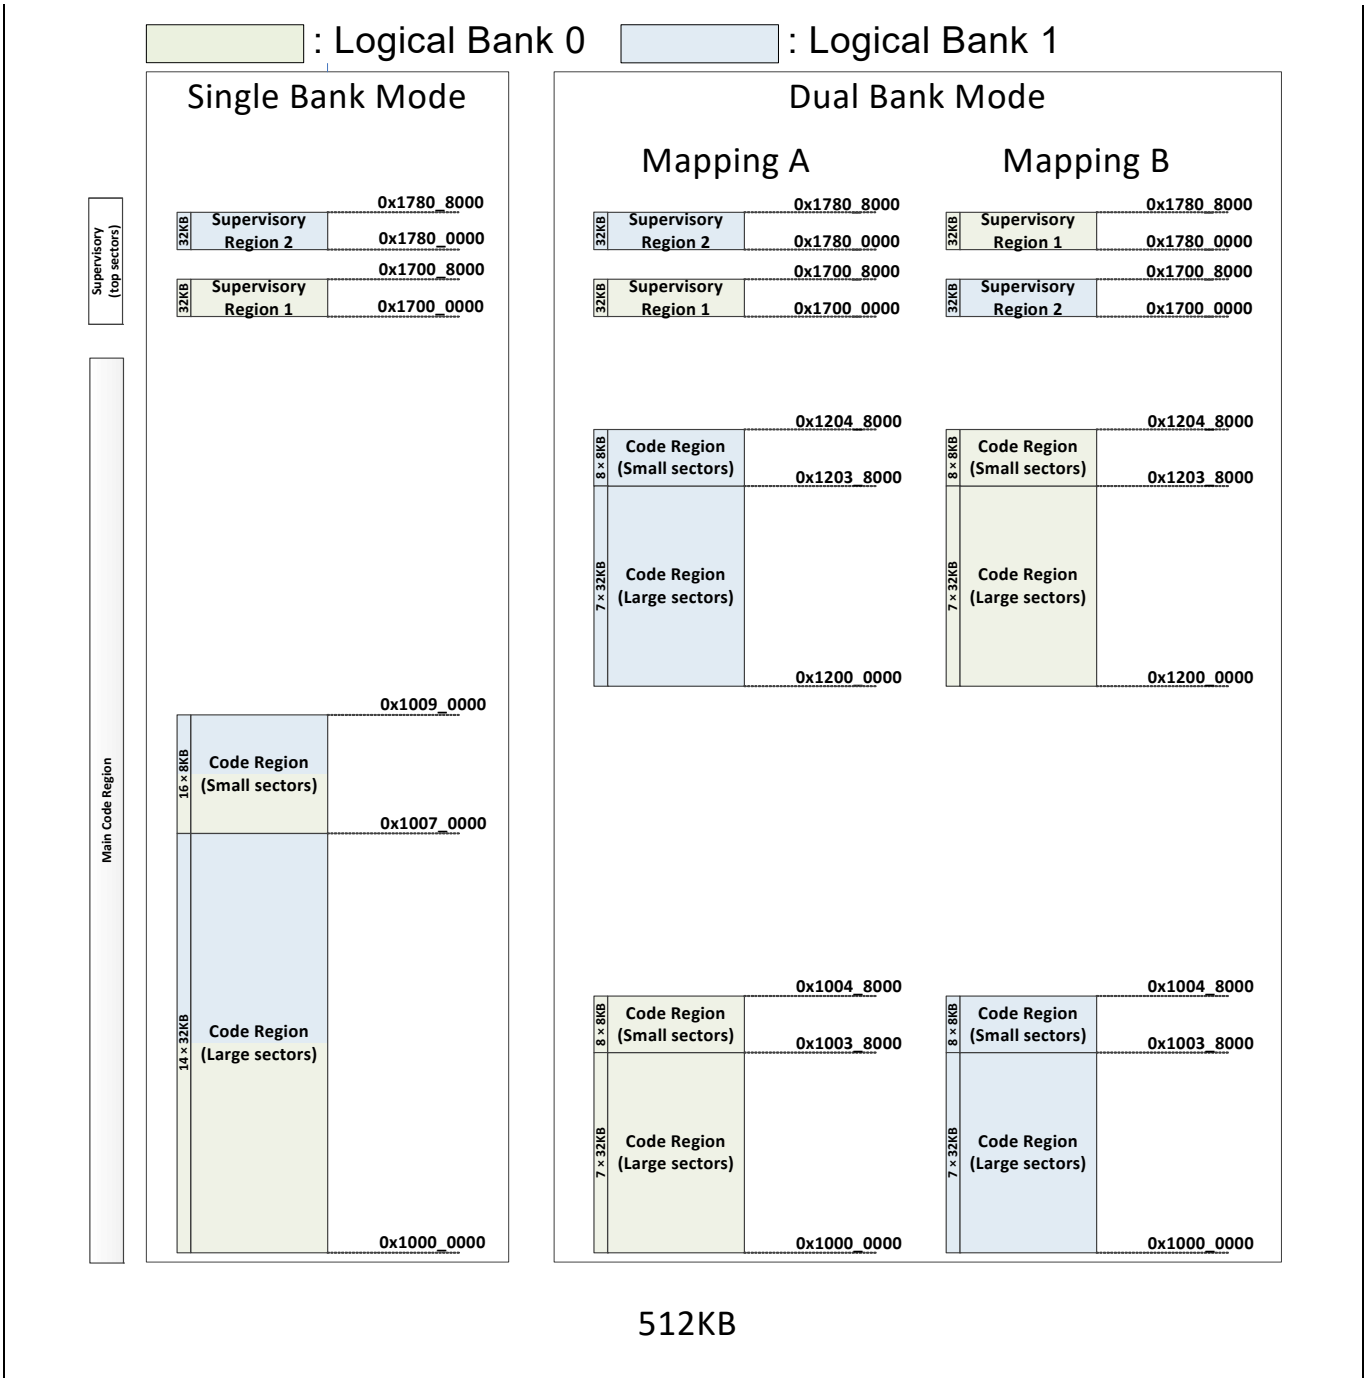 : Logical Bank 0
: Logical Bank 1
Single Bank Mode
Dual Bank Mode
Mapping A
Mapping B
Supervisory
(top sectors)
Main Code Region
32KB
Supervisory
Region 2
0x1780_8000
0x1780_0000
32KB
Supervisory
Region 1
0x1700_8000
0x1700_0000
16 × 8KB
Code Region
(Small sectors)
0x1009_0000
0x1007_0000
14 × 32KB
Code Region
(Large sectors)
0x1000_0000
32KB
Supervisory
Region 2
0x1780_8000
0x1780_0000
32KB
Supervisory
Region 1
0x1700_8000
0x1700_0000
8 × 8KB
Code Region
(Small sectors)
0x1204_8000
0x1203_8000
7 × 32KB
Code Region
(Large sectors)
0x1200_0000
8 × 8KB
Code Region
(Small sectors)
0x1004_8000
0x1003_8000
7 × 32KB
Code Region
(Large sectors)
0x1000_0000
32KB
Supervisory
Region 1
0x1780_8000
0x1780_0000
32KB
Supervisory
Region 2
0x1700_8000
0x1700_0000
8 × 8KB
Code Region
(Small sectors)
0x1204_8000
0x1203_8000
7 × 32KB
Code Region
(Large sectors)
0x1200_0000
8 × 8KB
Code Region
(Small sectors)
0x1004_8000
0x1003_8000
7 × 32KB
Code Region
(Large sectors)
0x1000_0000
512KB